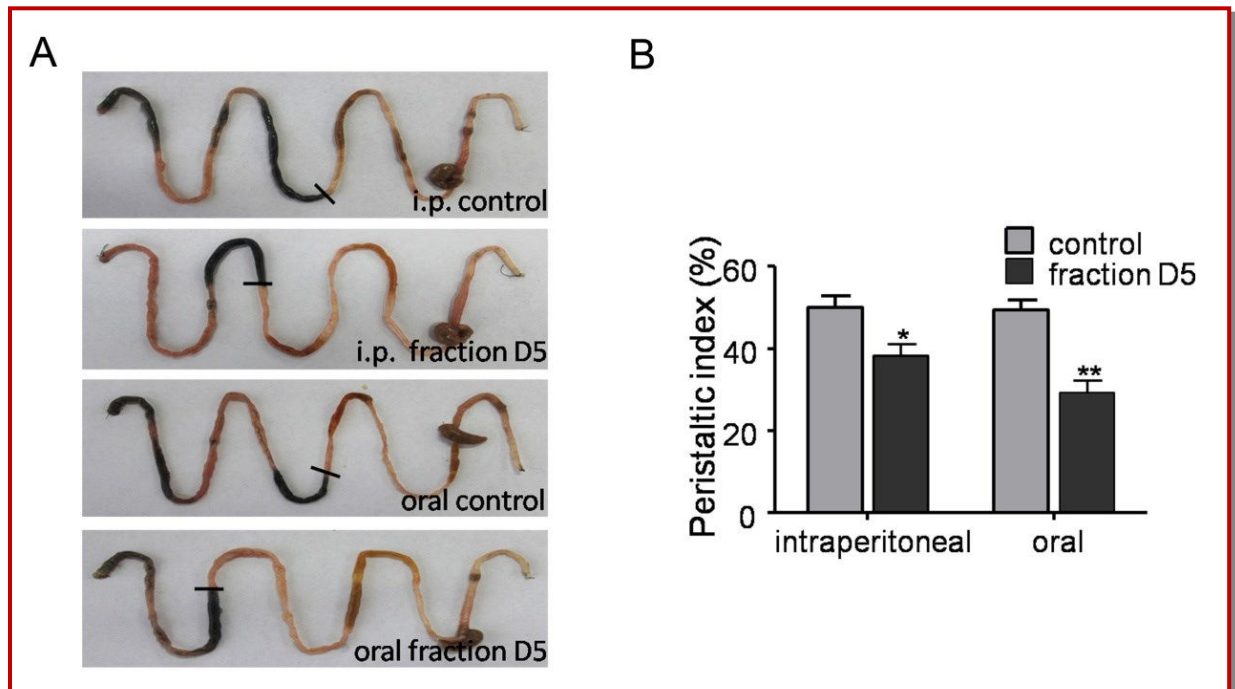 A
i.p. control
i.p. fraction D5
oral control
oral fraction D5
B
control
fraction D5
Peristaltic index (%)
60
40
20
0
*
**
intraperitoneal
oral